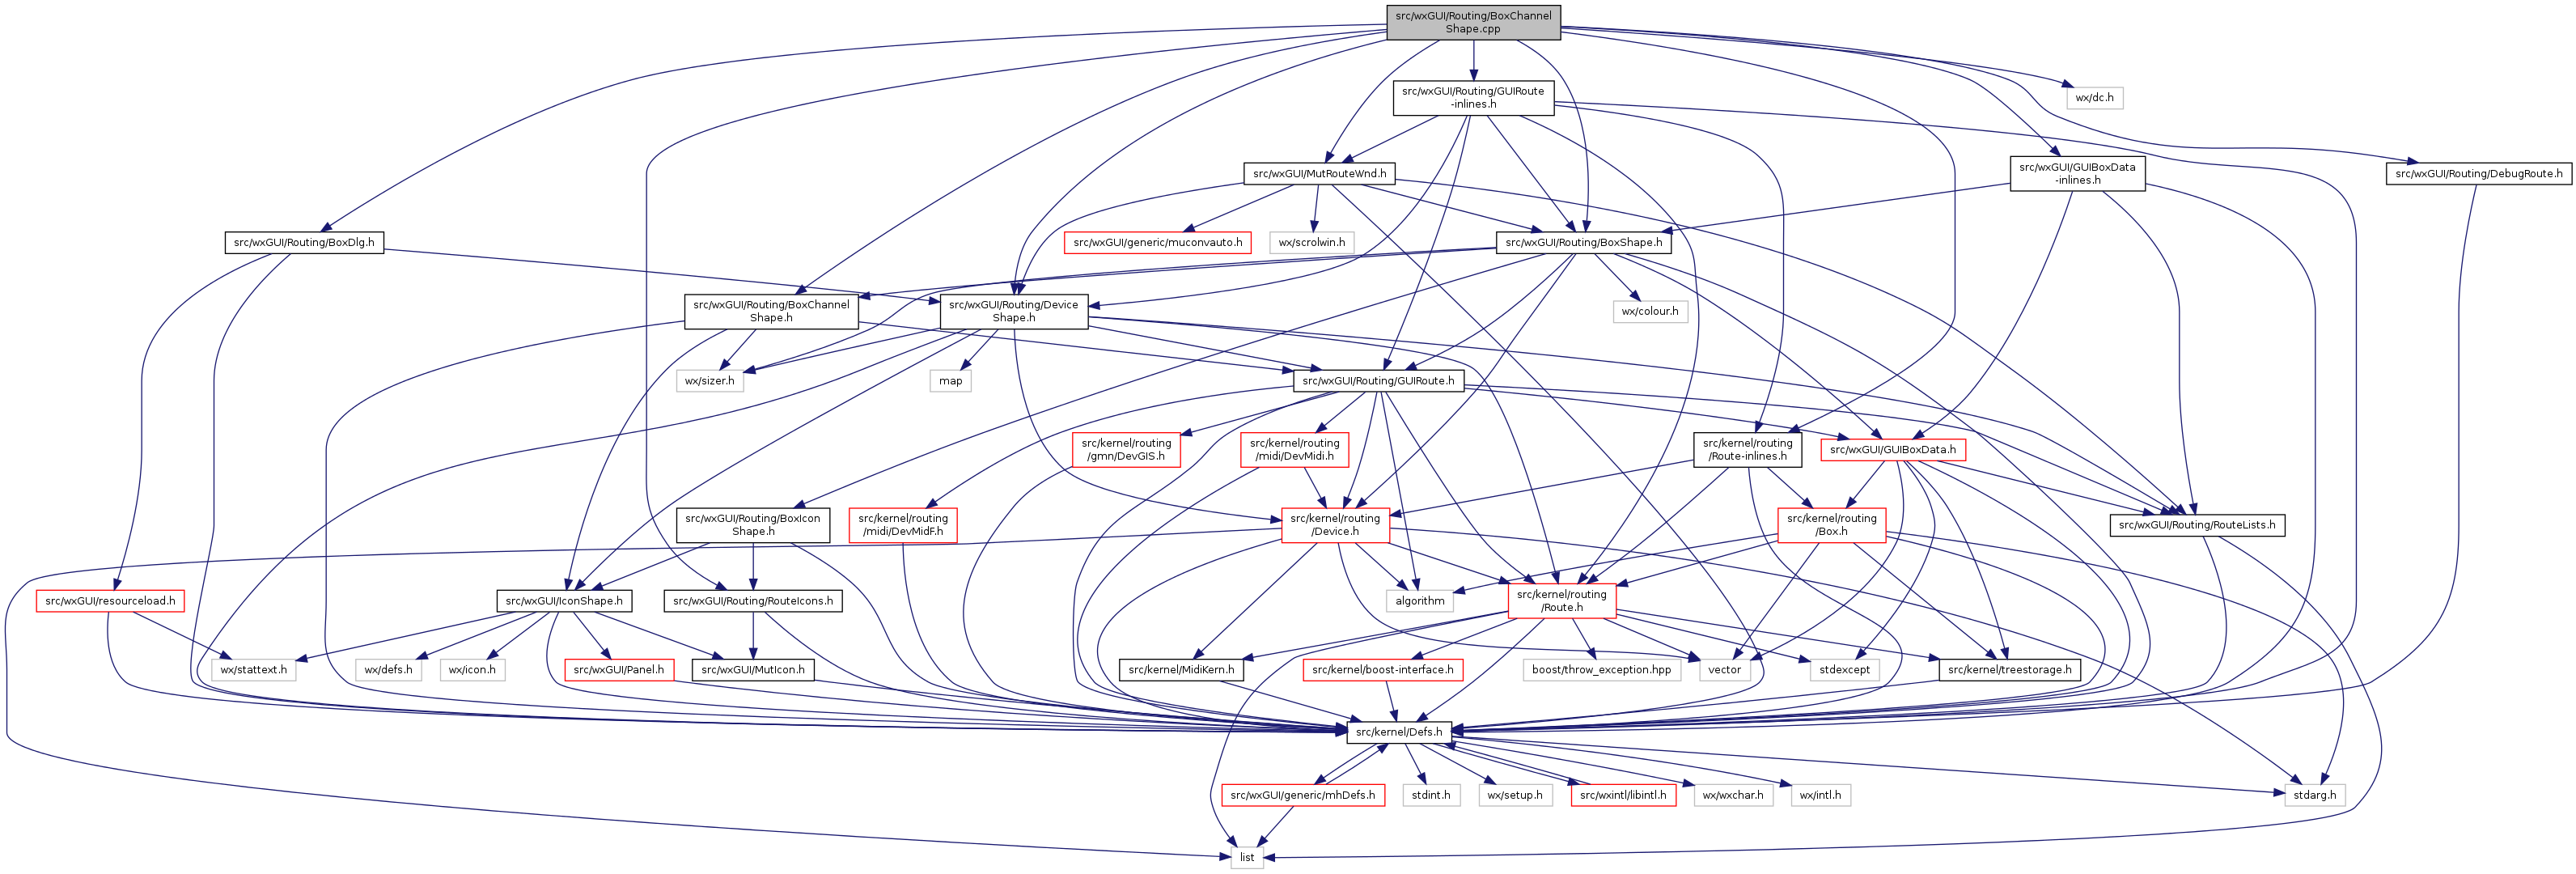 src/wxGUI/Routing/BoxChannel
Shape.cpp
src/wxGUI/Routing/GUIRoute
-inlines.h
wx/dc.h
src/wxGUI/MutRouteWnd.h
src/wxGUI/GUIBoxData
-inlines.h
src/wxGUI/Routing/DebugRoute.h
src/wxGUI/Routing/BoxDlg.h
src/wxGUI/generic/muconvauto.h
wx/scrolwin.h
src/wxGUI/Routing/BoxShape.h
src/wxGUI/Routing/BoxChannel
Shape.h
src/wxGUI/Routing/Device
Shape.h
wx/colour.h
wx/sizer.h
map
src/wxGUI/Routing/GUIRoute.h
src/kernel/routing
/gmn/DevGIS.h
src/kernel/routing
/midi/DevMidi.h
src/kernel/routing
/Route-inlines.h
src/wxGUI/GUIBoxData.h
src/wxGUI/Routing/BoxIcon
Shape.h
src/kernel/routing
/midi/DevMidF.h
src/kernel/routing
/Device.h
src/kernel/routing
/Box.h
src/wxGUI/Routing/RouteLists.h
src/wxGUI/resourceload.h
src/wxGUI/IconShape.h
src/wxGUI/Routing/RouteIcons.h
algorithm
src/kernel/routing
/Route.h
wx/stattext.h
wx/defs.h
wx/icon.h
src/wxGUI/Panel.h
src/wxGUI/MutIcon.h
src/kernel/MidiKern.h
src/kernel/boost-interface.h
boost/throw_exception.hpp
vector
stdexcept
src/kernel/treestorage.h
src/kernel/Defs.h
src/wxGUI/generic/mhDefs.h
stdint.h
wx/setup.h
src/wxintl/libintl.h
wx/wxchar.h
wx/intl.h
stdarg.h
list